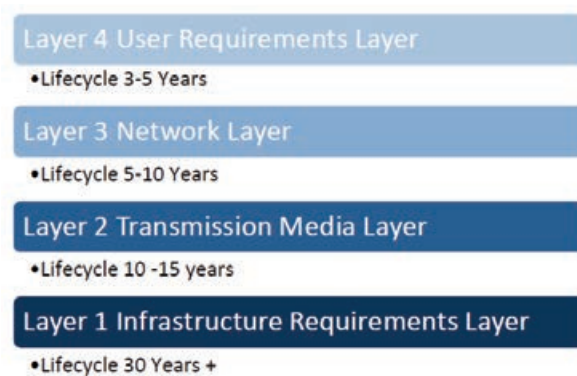 Layer 4 User Requirements Layer
•Lifecycle 3-5 Years
Layer 3 Network Layer
•Lifecycle 5-10 Years
Layer 2 Transmission Media Layer
•Lifecycle 10 -15 years
Layer 1 Infrastructure Requirements Layer
•Lifecycle 30 Years +